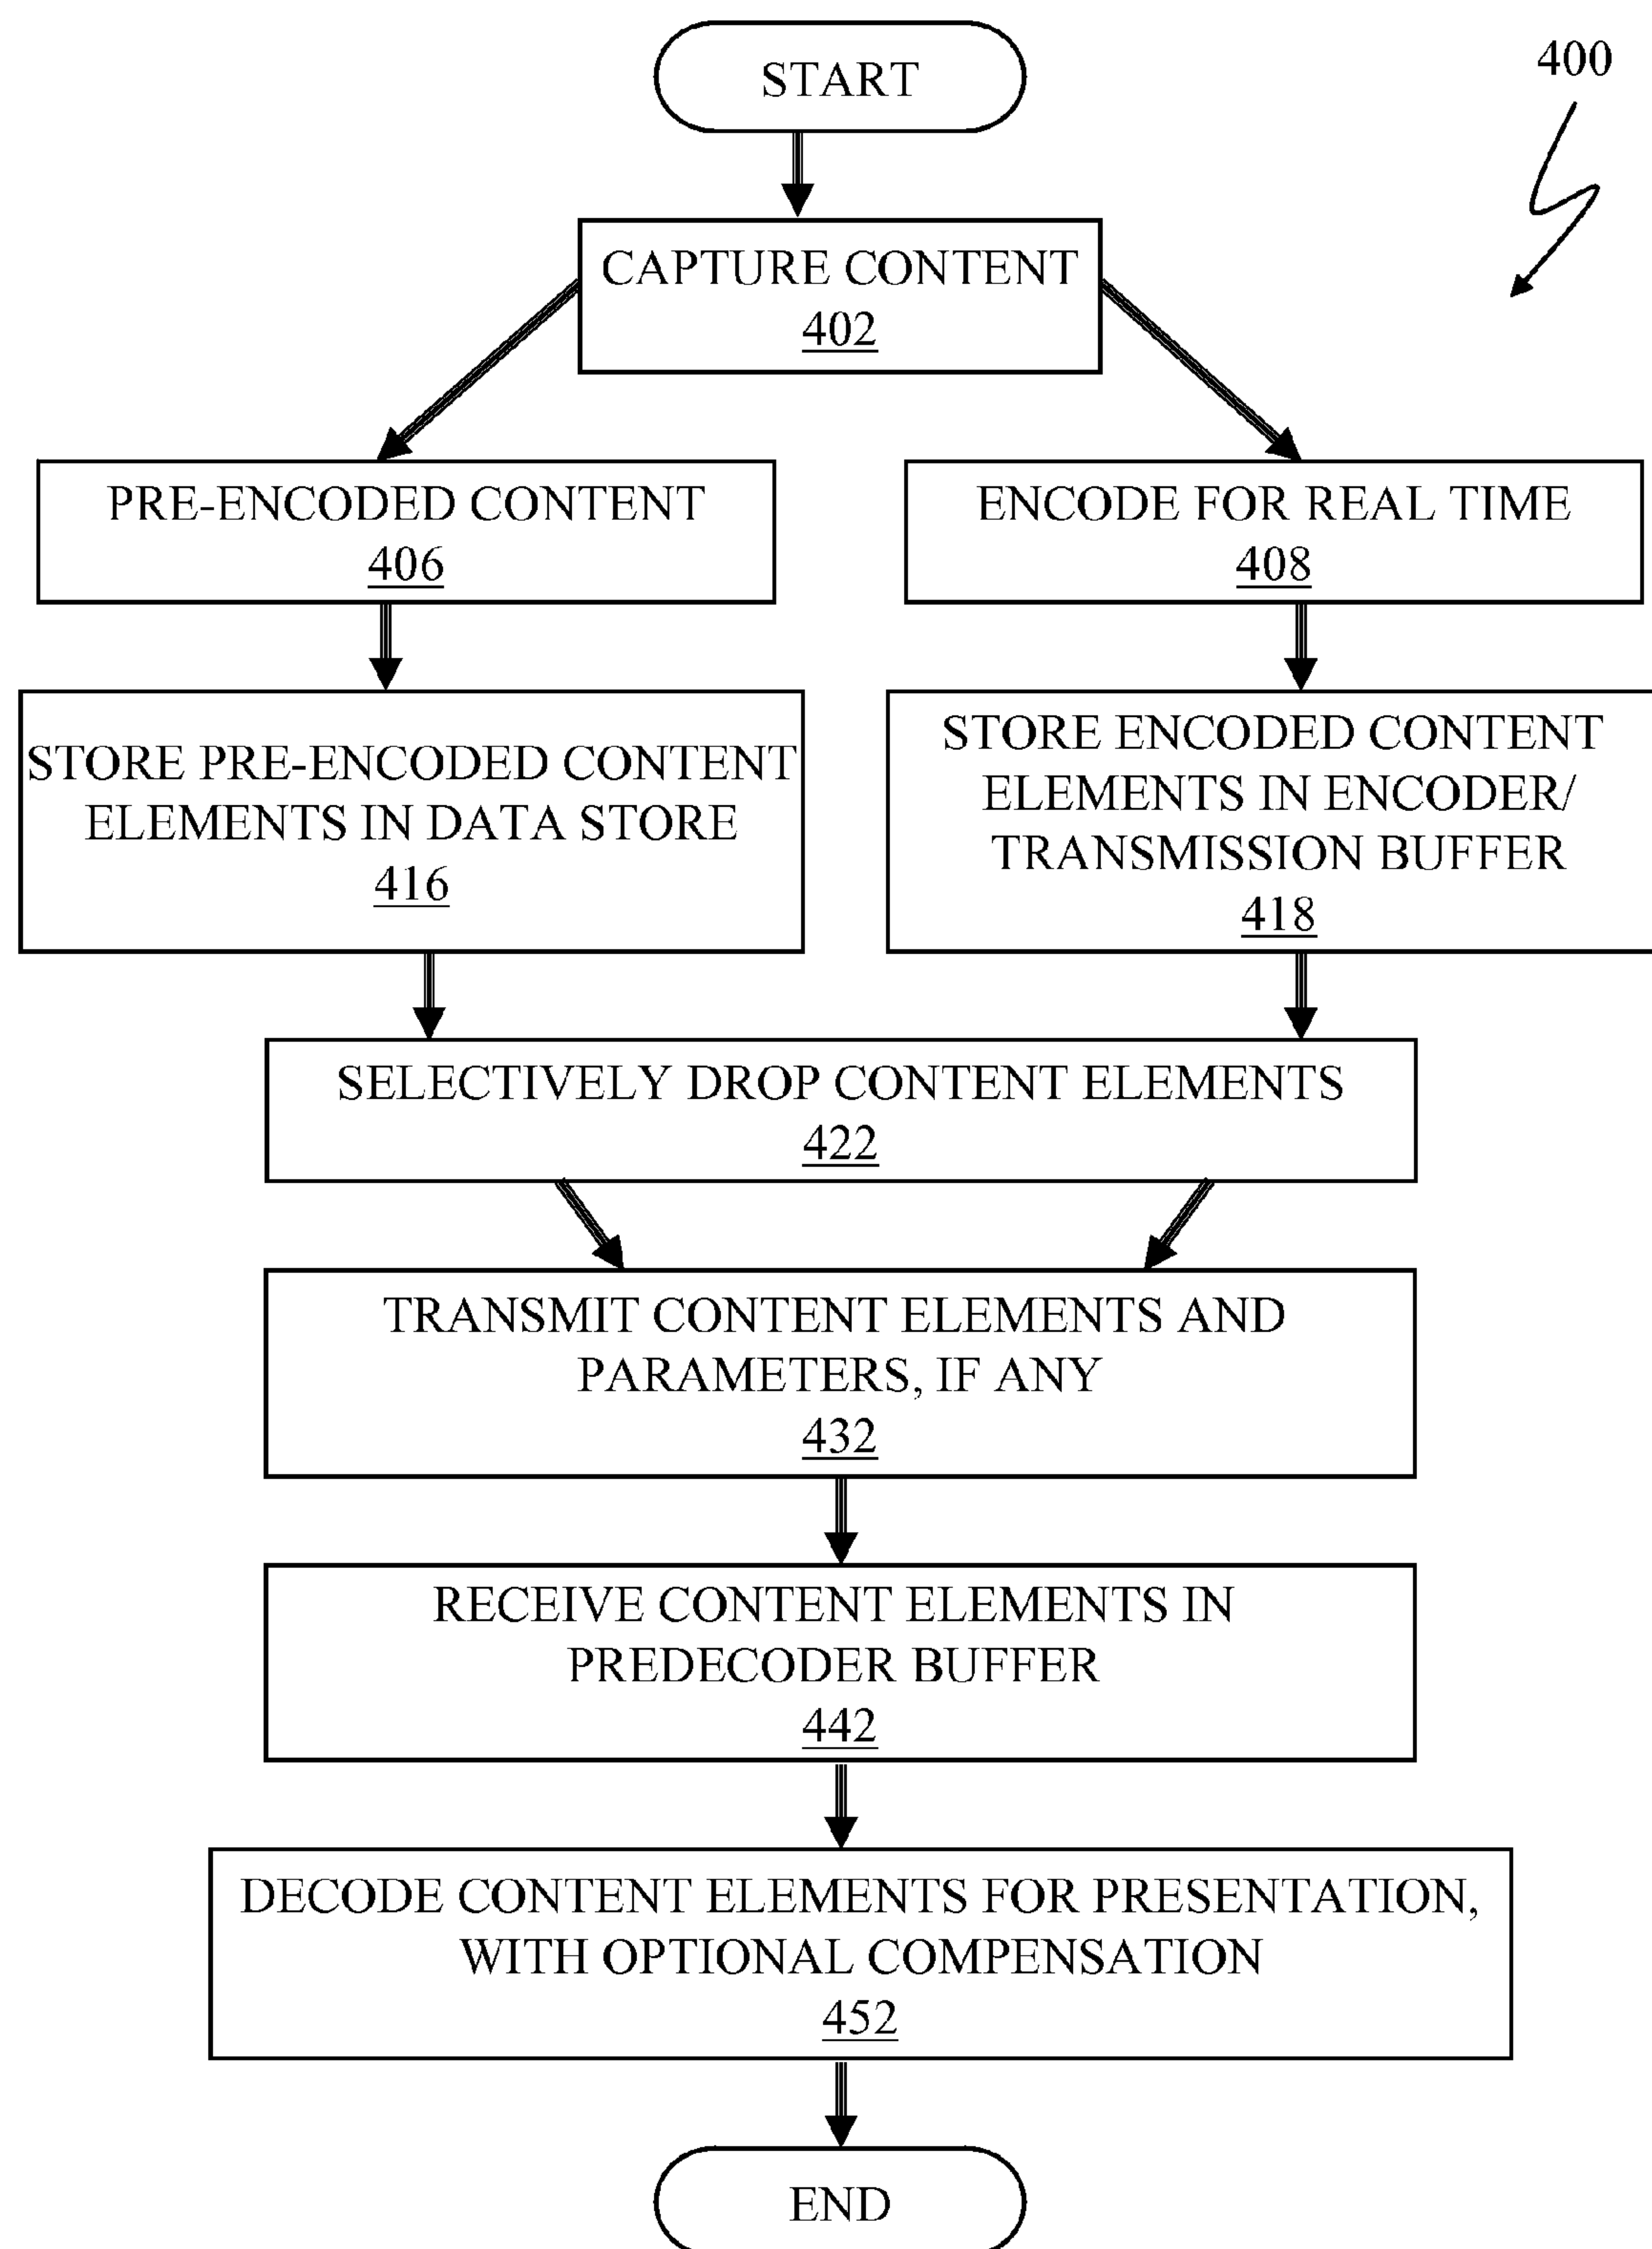 START
400
CAPTURE CONTENT
402
PRE-ENCODED CONTENT
406
ENCODE FOR REAL TIME
408
STORE PRE-ENCODED CONTENT
ELEMENTS IN DATA STORE
416
STORE ENCODED CONTENT
ELEMENTS IN ENCODER/
TRANSMISSION BUFFER
418
SELECTIVELY DROP CONTENT ELEMENTS
422
TRANSMIT CONTENT ELEMENTS AND
PARAMETERS, IF ANY
432
RECEIVE CONTENT ELEMENTS IN
PREDECODER BUFFER
442
DECODE CONTENT ELEMENTS FOR PRESENTATION,
WITH OPTIONAL COMPENSATION
452
END